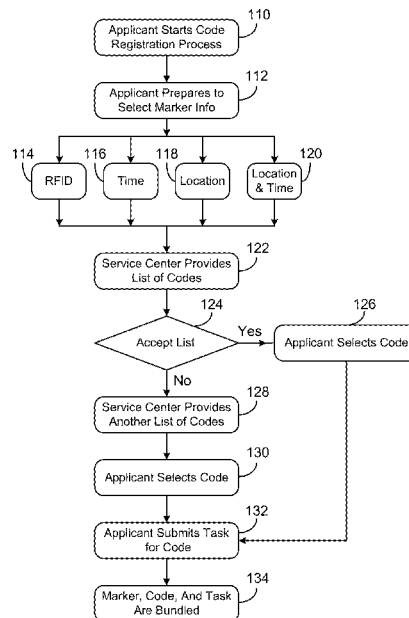 110
Applicant Starts Code
Registration Process
112
Applicant Prepares to
Select Marker Info
114
116
118
120
RFID
Time
Location
Location
& Time
122
Service Center Provides
List of Codes
124
126
Accept List
Yes
Applicant Selects Code
No
128
Service Center Provides
Another List of Codes
130
Applicant Selects Code
132
Applicant Submits Task
for Code
134
Marker, Code, And Task
Are Bundled